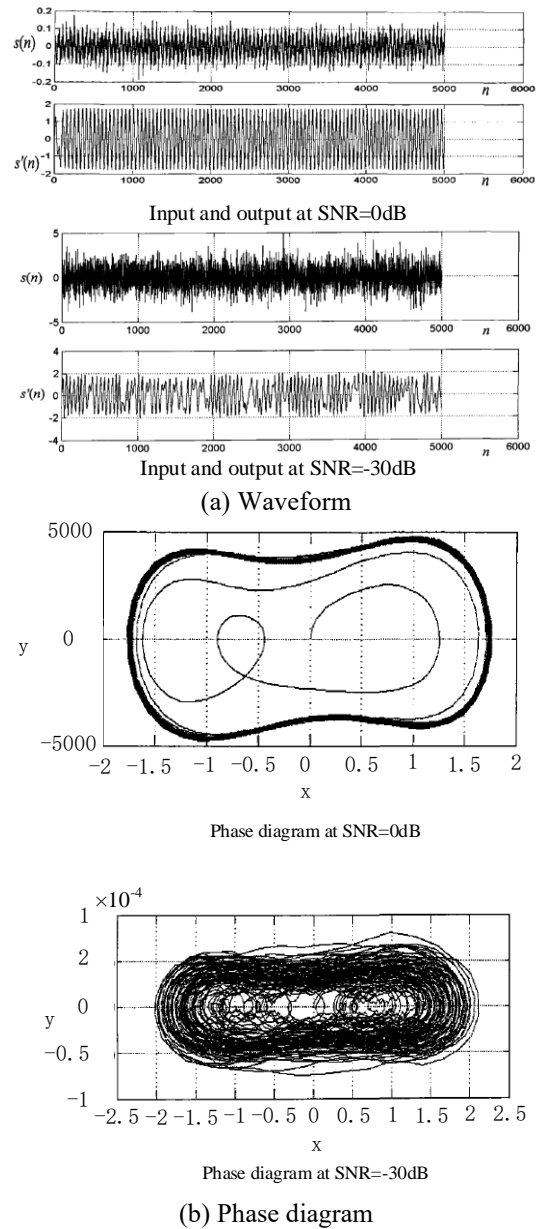 0.2
0.1
s(n)
0
-0.1
-0.2
0 1000 2000 3000 4000 5000 n 6000
2
1
0
s'(n) -1
-2
0 1000 2000 3000 4000 5000 n 6000
Input and output at SNR=0dB
5
s(n) 0
-5
0 1000 2000 3000 4000 5000 n 6000
4
2
s'(n) 0
-2
-4
0 1000 2000 3000 4000 5000 n 6000
Input and output at SNR=-30dB
(a) Waveform
5000
y 0
-5000
-2 -1.5 -1 -0.5 0 0.5 1 1.5 2
x
Phase diagram at SNR=0dB
×10-4
1
2
y 0
-0.5
-1
-2.5 -2 -1.5 -1 -0.5 0 0.5 1 1.5 2 2.5
x
Phase diagram at SNR=-30dB
(b) Phase diagram